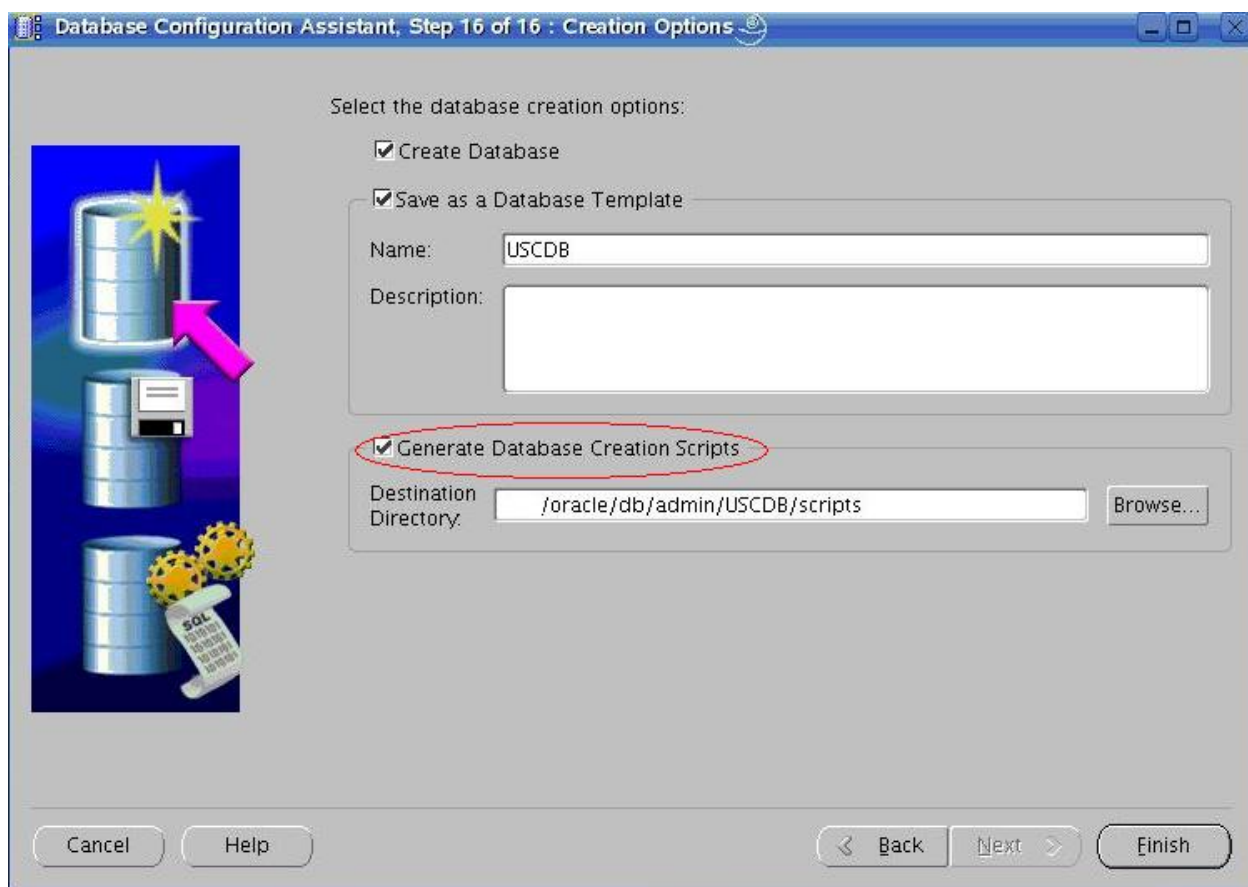 Database Configuration Assistant, Step 16 of 16 : Creation Options
Select the database creation options:
Create Database
Save as a Database Template
Name: USCDB
Description:
Generate Database Creation Scripts
Destination
Directory: /oracle/db/admin/USCDB/scripts Browse...
SQL
Cancel Help Back Next Finish